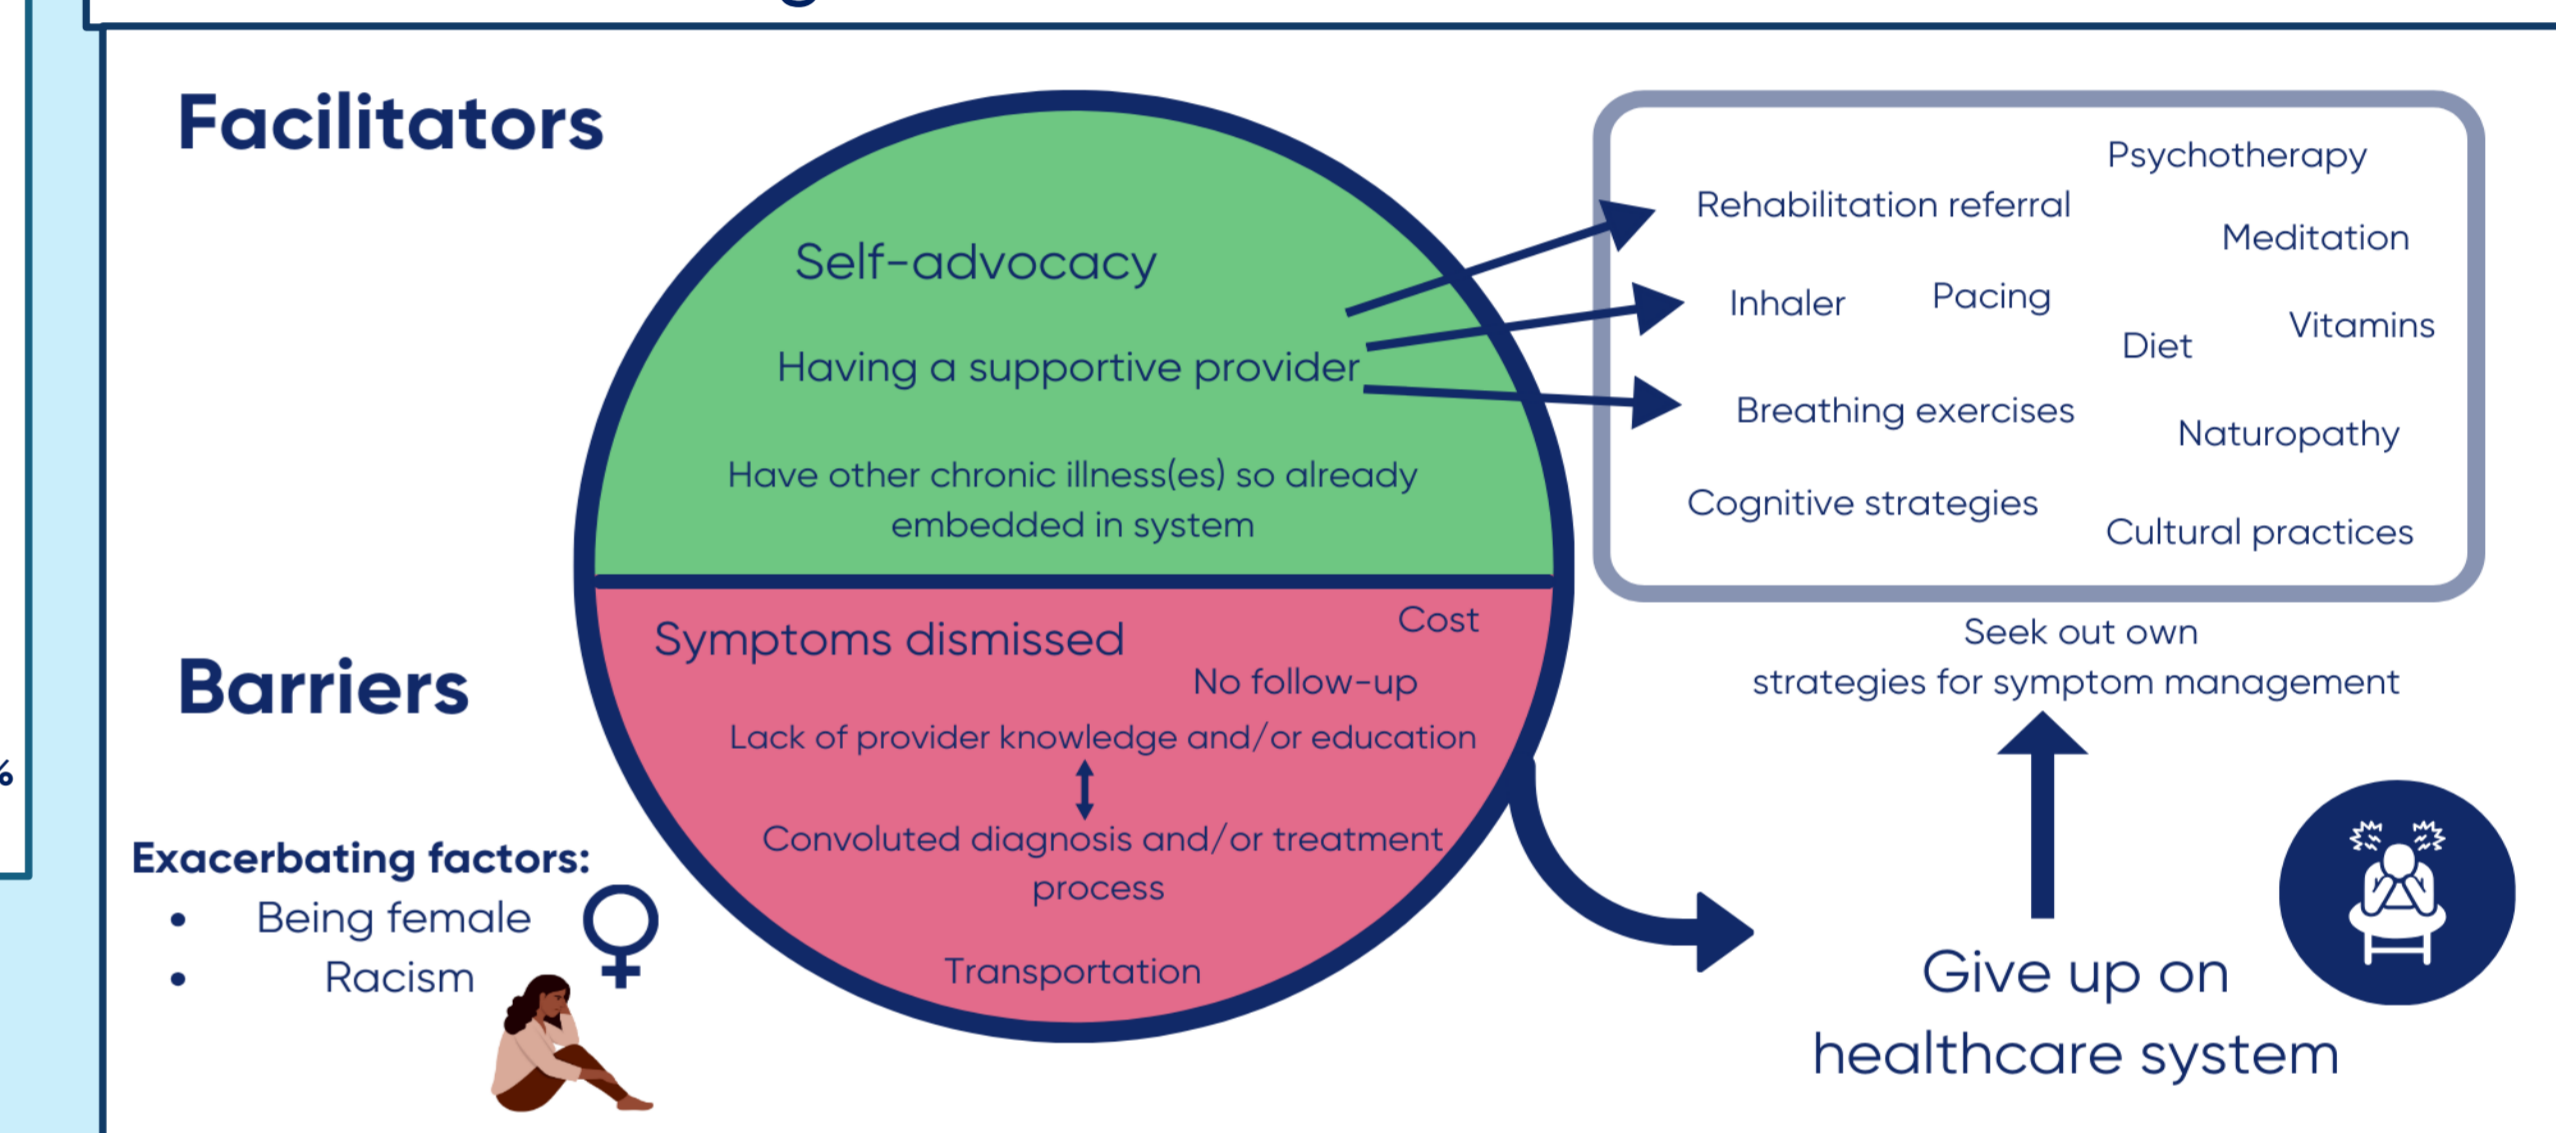 Facilitators
Self-advocacy
Having a supportive provider
Have other chronic illness(es) so already
embedded in system
Psychotherapy
Rehabilitation referral
Meditation
Inhaler
Pacing
Vitamins
Diet
Breathing exercises
Naturopathy
Cognitive strategies
Cultural practices
Barriers
Symptoms dismissed
Cost
No follow-up
Lack of provider knowledge and/or education
Convoluted diagnosis and/or treatment
process
Transportation
Exacerbating factors:
• Being female
• Racism
Seek out own
strategies for symptom management
Give up on
healthcare system
%